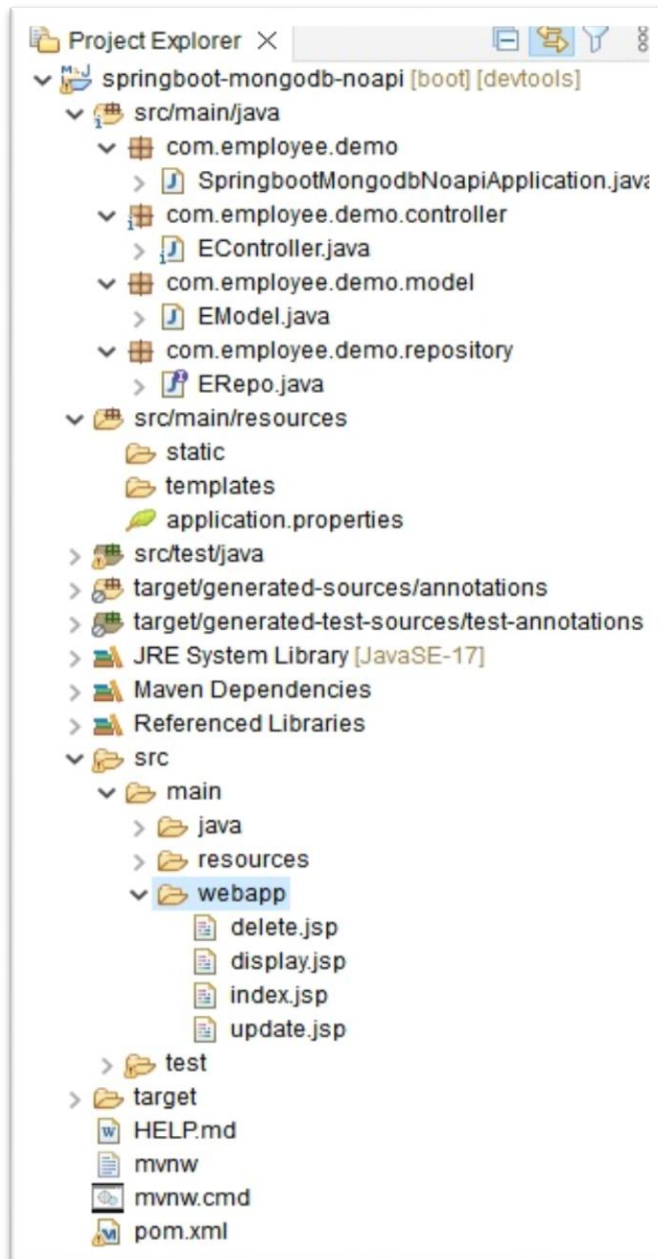 Project Explorer
springboot-mongodb-noapi [boot] [devtools]
src/main/java
com.employee.demo
SpringbootMongodbNoapiApplication.java
com.employee.demo.controller
EController.java
com.employee.demo.model
EModel.java
com.employee.demo.repository
ERepo.java
src/main/resources
static
templates
application.properties
src/test/java
target/generated-sources/annotations
target/generated-test-sources/test-annotations
JRE System Library [JavaSE-17]
Maven Dependencies
Referenced Libraries
src
main
java
resources
webapp
delete.jsp
display.jsp
index.jsp
update.jsp
test
target
HELP.md
mvnw
mvnw.cmd
pom.xml